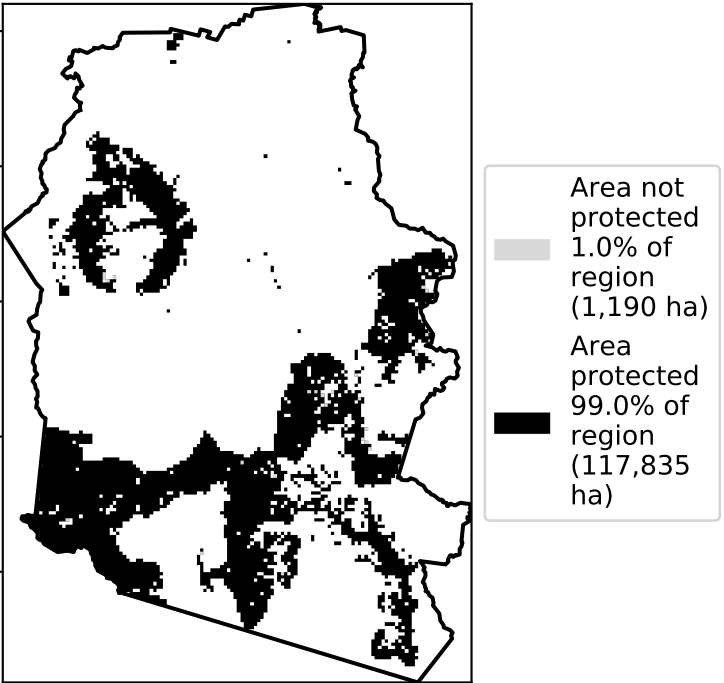 Area not
protected
1.0% of
region
(1,190 ha)
Area
protected
99.0% of
region
(117,835
ha)